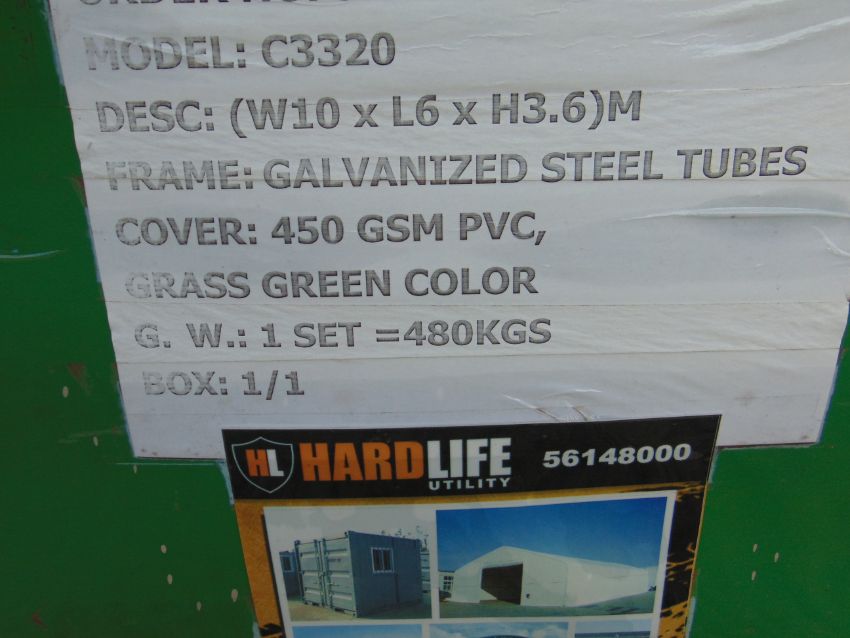 MODEL: C3320
DESC: (W10 x L6 x H3.6)M
FRAME: GALVANIZED STEEL TUBES
COVER: 450 GSM PVC,
GRASS GREEN COLOR
G. W.: 1 SET =480KGS
BOX: 1/1
HL HARDLIFE 56148000
UTILITY